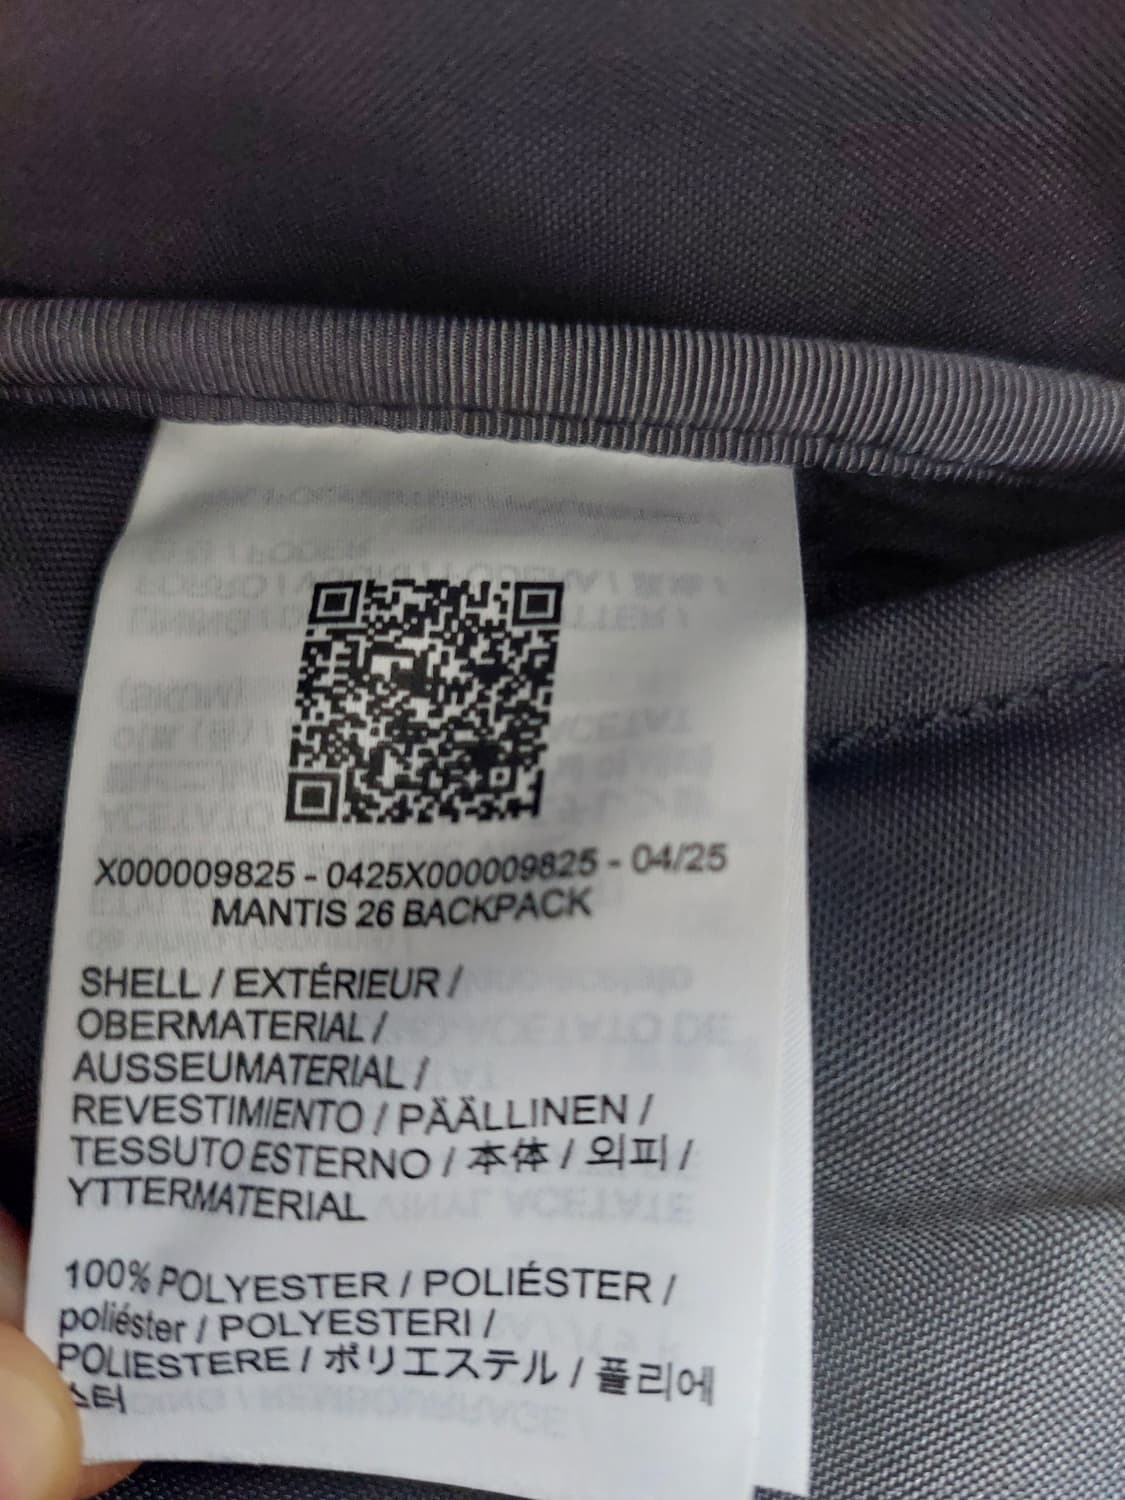 X000009825 - 0425X000009825 - 04/25
MANTIS 26 BACKPACK
SHELL / EXTÉRIEUR /
OBERMATERIAL /
AUSSEUMATERIAL /
REVESTIMIENTO / PÄÄLLINEN /
TESSUTO ESTERNO / 本体 / 외피 /
YTTERMATERIAL
100% POLYESTER / POLIÉSTER /
poliéster / POLYESTERI /
POLIESTERE / ポリエステル / 폴리에
스터